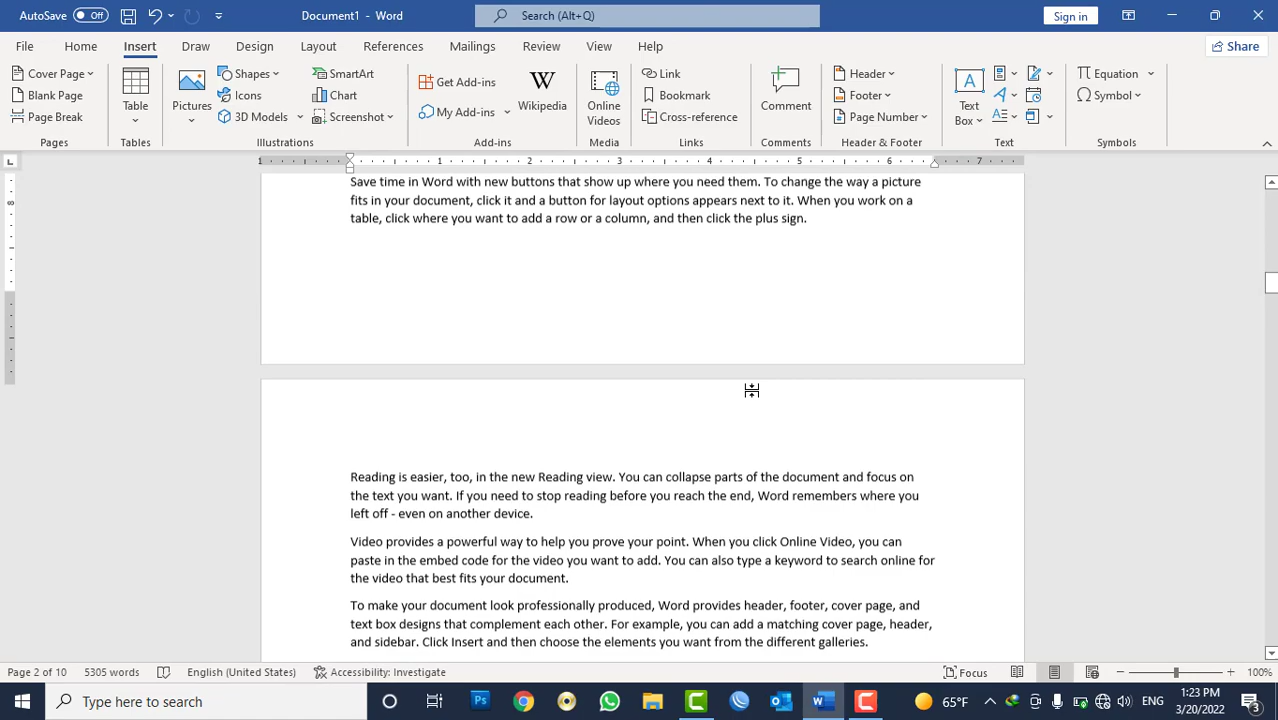 AutoSave Off Document1 - Word Search (Alt+Q) Sign in
File Home Insert Draw Design Layout References Mailings Review View Help Share
Cover Page
Blank Page
Page Break
Pages
Table
Tables
Pictures
Shapes
Icons
3D Models
SmartArt
Chart
Screenshot
Illustrations
Get Add-ins
My Add-ins
Wikipedia
Add-ins
Online
Videos
Media
Link
Bookmark
Cross-reference
Links
Comment
Comments
Header
Footer
Page Number
Header & Footer
Text
Box
Text
Equation
Symbol
Symbols
1 1 2 3 4 5 6 7
Save time in Word with new buttons that show up where you need them. To change the way a picture
fits in your document, click it and a button for layout options appears next to it. When you work on a
table, click where you want to add a row or a column, and then click the plus sign.
Reading is easier, too, in the new Reading view. You can collapse parts of the document and focus on
the text you want. If you need to stop reading before you reach the end, Word remembers where you
left off - even on another device.
Video provides a powerful way to help you prove your point. When you click Online Video, you can
paste in the embed code for the video you want to add. You can also type a keyword to search online for
the video that best fits your document.
To make your document look professionally produced, Word provides header, footer, cover page, and
text box designs that complement each other. For example, you can add a matching cover page, header,
and sidebar. Click Insert and then choose the elements you want from the different galleries.
Page 2 of 10 5305 words English (United States) Accessibility: Investigate Focus 100%
Type here to search 65°F ENG 1:23 PM
3/20/2022